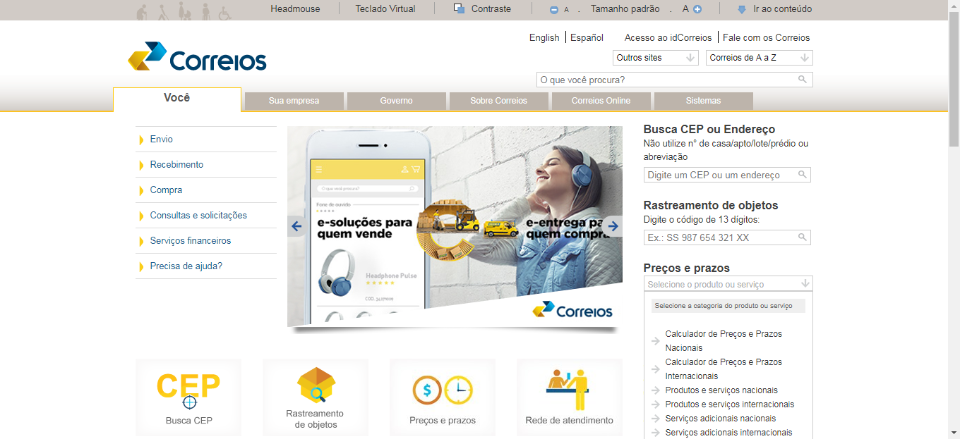 Headmouse
Teclado Virtual
Contraste
A . Tamanho padrão . A
Ir ao conteúdo
English
Español
Acesso ao idCorreios
Fale com os Correios
Correios
Outros sites
Correios de A a Z
O que você procura?
Você
Sua empresa
Governo
Sobre Correios
Correios Online
Sistemas
Envio
Recebimento
Compra
Consultas e solicitações
Serviços financeiros
Precisa de ajuda?
e-soluções para
quem vende
e-entrega pa
quem compr
Headphone Pulse
Correios
Busca CEP ou Endereço
Não utilize n° de casa/apto/lote/prédio ou
abreviação
Digite um CEP ou um endereço
Rastreamento de objetos
Digite o código de 13 dígitos:
Ex.: SS 987 654 321 XX
Preços e prazos
Selecione o produto ou serviço
Selecione a categoria do produto ou serviço
Calculador de Preços e Prazos
Nacionais
Calculador de Preços e Prazos
Internacionais
Produtos e serviços nacionais
Produtos e serviços internacionais
Serviços adicionais nacionais
Serviços adicionais internacionais
CEP
Busca CEP
Rastreamento
de objetos
$
Preços e prazos
Rede de atendimento